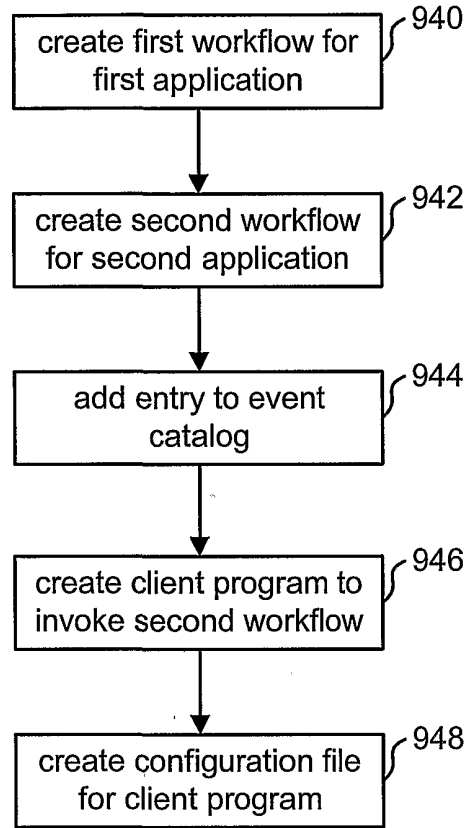 940
create first workflow for
first application
942
create second workflow
for second application
944
add entry to event
catalog
946
create client program to
invoke second workflow
948
create configuration file
for client program